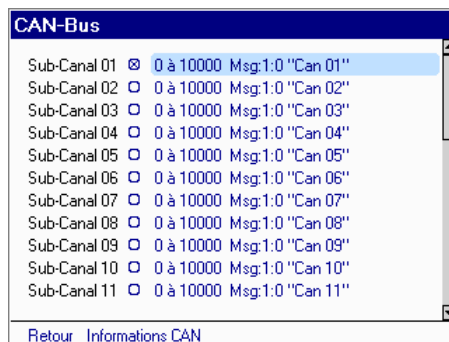 CAN-Bus
Sub-Canal 01 0 à 10000 Msg:1:0 "Can 01"
Sub-Canal 02 0 à 10000 Msg:1:0 "Can 02"
Sub-Canal 03 0 à 10000 Msg:1:0 "Can 03"
Sub-Canal 04 0 à 10000 Msg:1:0 "Can 04"
Sub-Canal 05 0 à 10000 Msg:1:0 "Can 05"
Sub-Canal 06 0 à 10000 Msg:1:0 "Can 06"
Sub-Canal 07 0 à 10000 Msg:1:0 "Can 07"
Sub-Canal 08 0 à 10000 Msg:1:0 "Can 08"
Sub-Canal 09 0 à 10000 Msg:1:0 "Can 09"
Sub-Canal 10 0 à 10000 Msg:1:0 "Can 10"
Sub-Canal 11 0 à 10000 Msg:1:0 "Can 11"
Retour Informations CAN